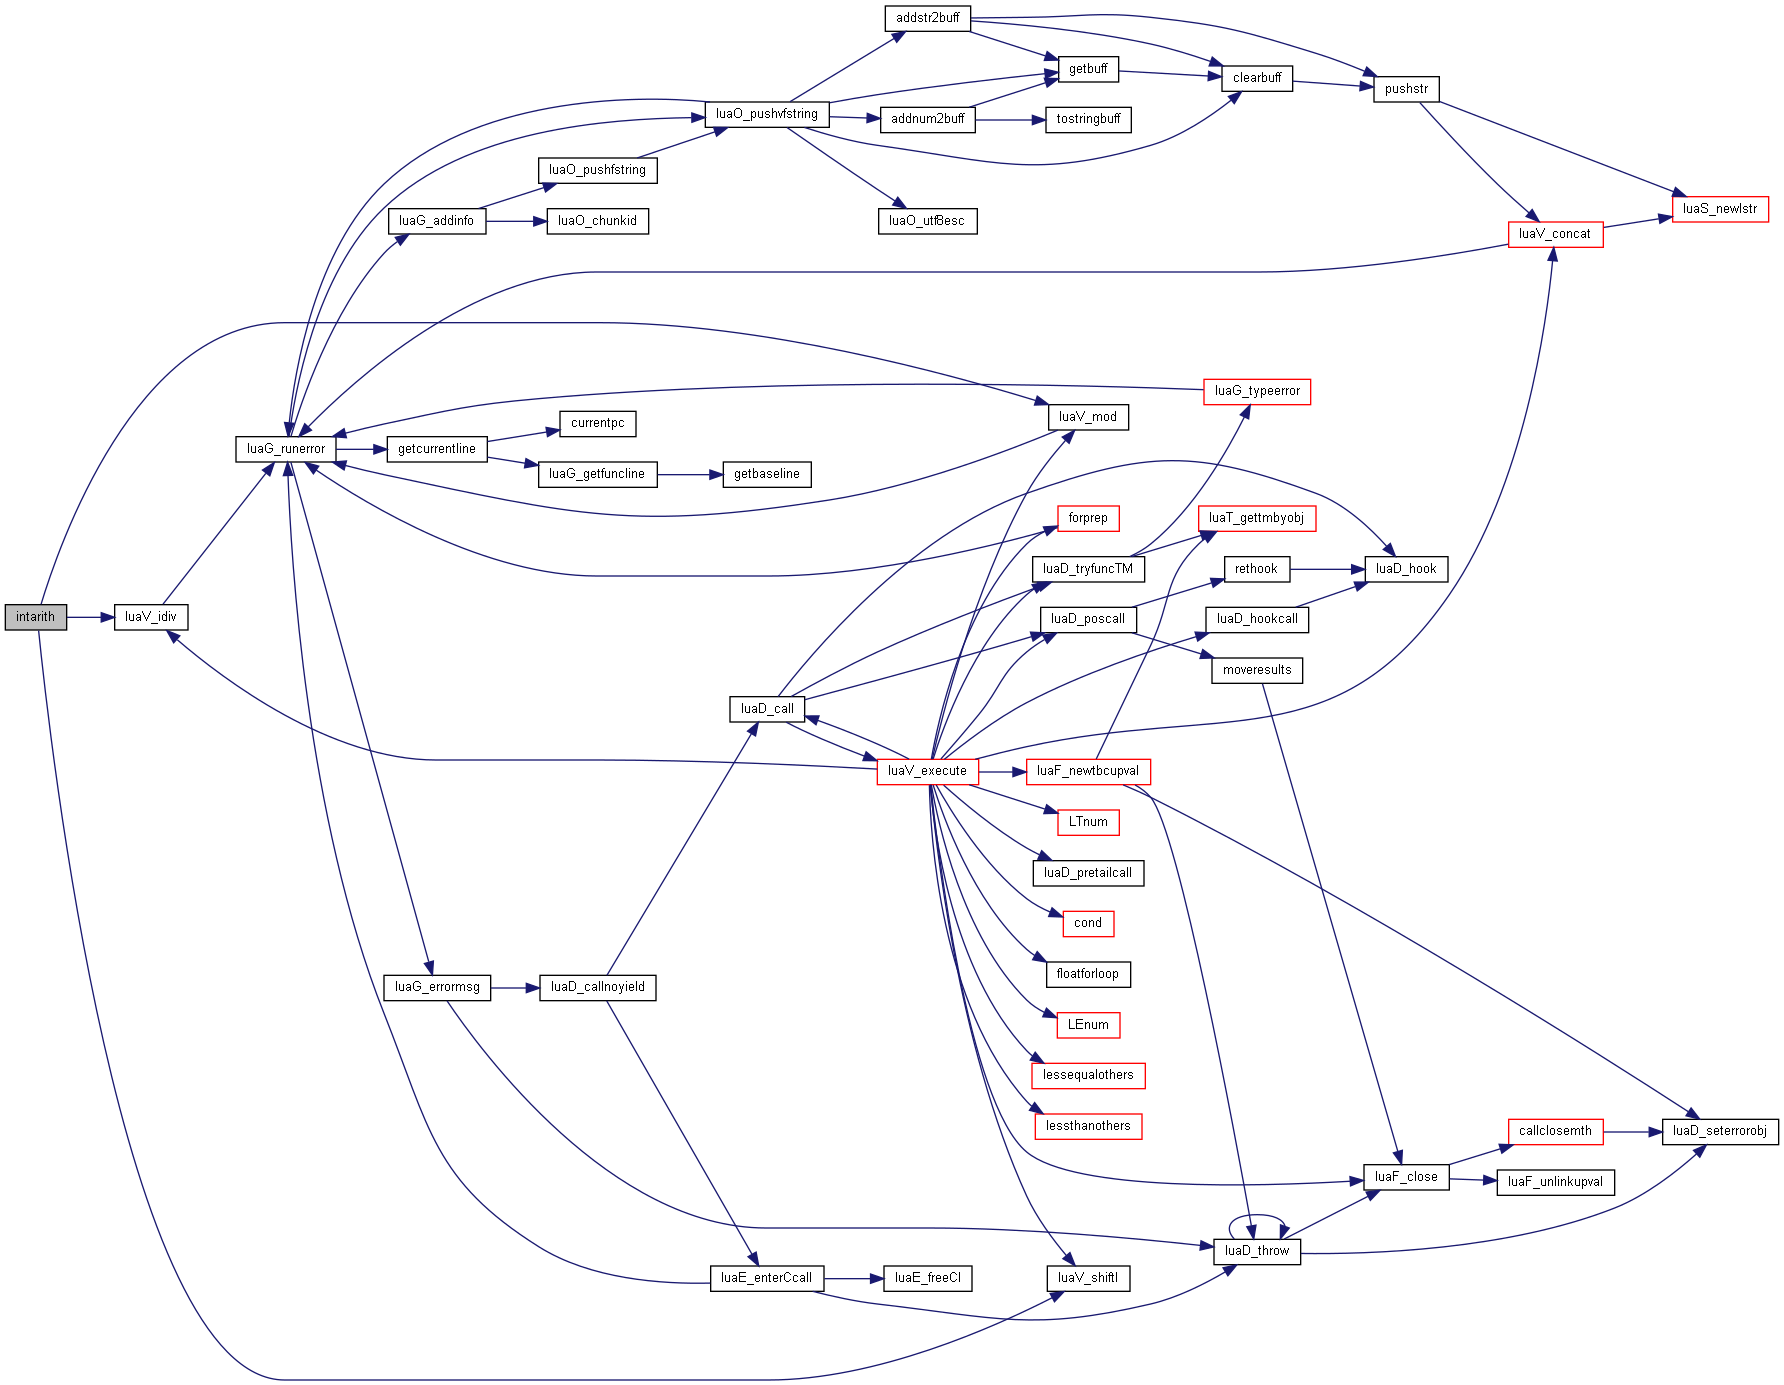 addstr2buff
getbuff
clearbuff
pushstr
luaO_pushvfstring
addnum2buff
tostringbuff
luaO_pushfstring
luaG_addinfo
luaO_chunkid
luaO_utf8esc
luaS_newlstr
luaV_concat
luaG_typeerror
luaV_mod
currentpc
luaG_runerror
getcurrentline
luaG_getfuncline
getbaseline
forprep
luaT_gettmbyobj
luaD_tryfuncTM
rethook
luaD_hook
intarith
luaV_idiv
luaD_poscall
luaD_hookcall
moveresults
luaD_call
luaV_execute
luaF_newtbcupval
LTnum
luaD_pretailcall
cond
floatforloop
luaG_errormsg
luaD_callnoyield
LEnum
lessequalothers
lessthanothers
callclosemth
luaD_seterrorobj
luaF_close
luaF_unlinkupval
luaD_throw
luaE_enterCcall
luaE_freeCI
luaV_shiftl